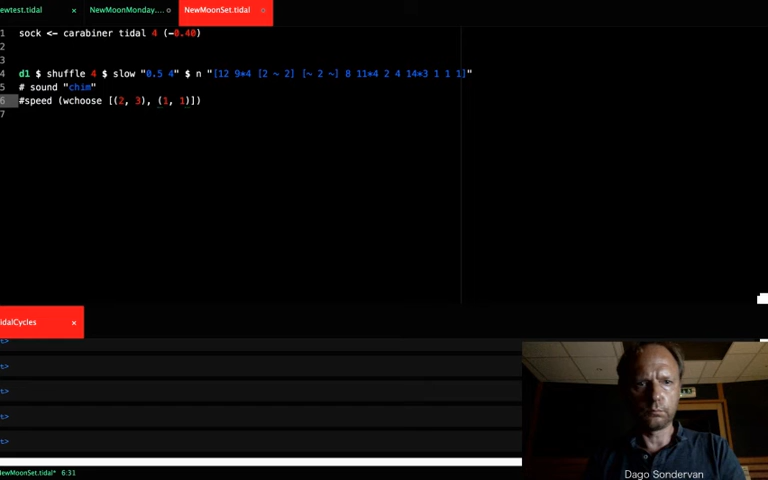 ewtest.tidal × NewMoonMonday.... NewMoonSet.tidal
1 sock <- carabiner tidal 4 (-0.40)
2
3
4 d1 $ shuffle 4 $ slow "0.5 4" $ n "[12 9*4 [2 ~ 2] [~ 2 ~] 8 11*4 2 4 14*3 1 1 1]"
5 # sound "chim"
6 #speed (wchoose [(2, 3), (1, 1)])
7
idalCycles ×
t>
t>
t>
t>
t>
ewMoonSet.tidal* 6:31
Dago Sondervan